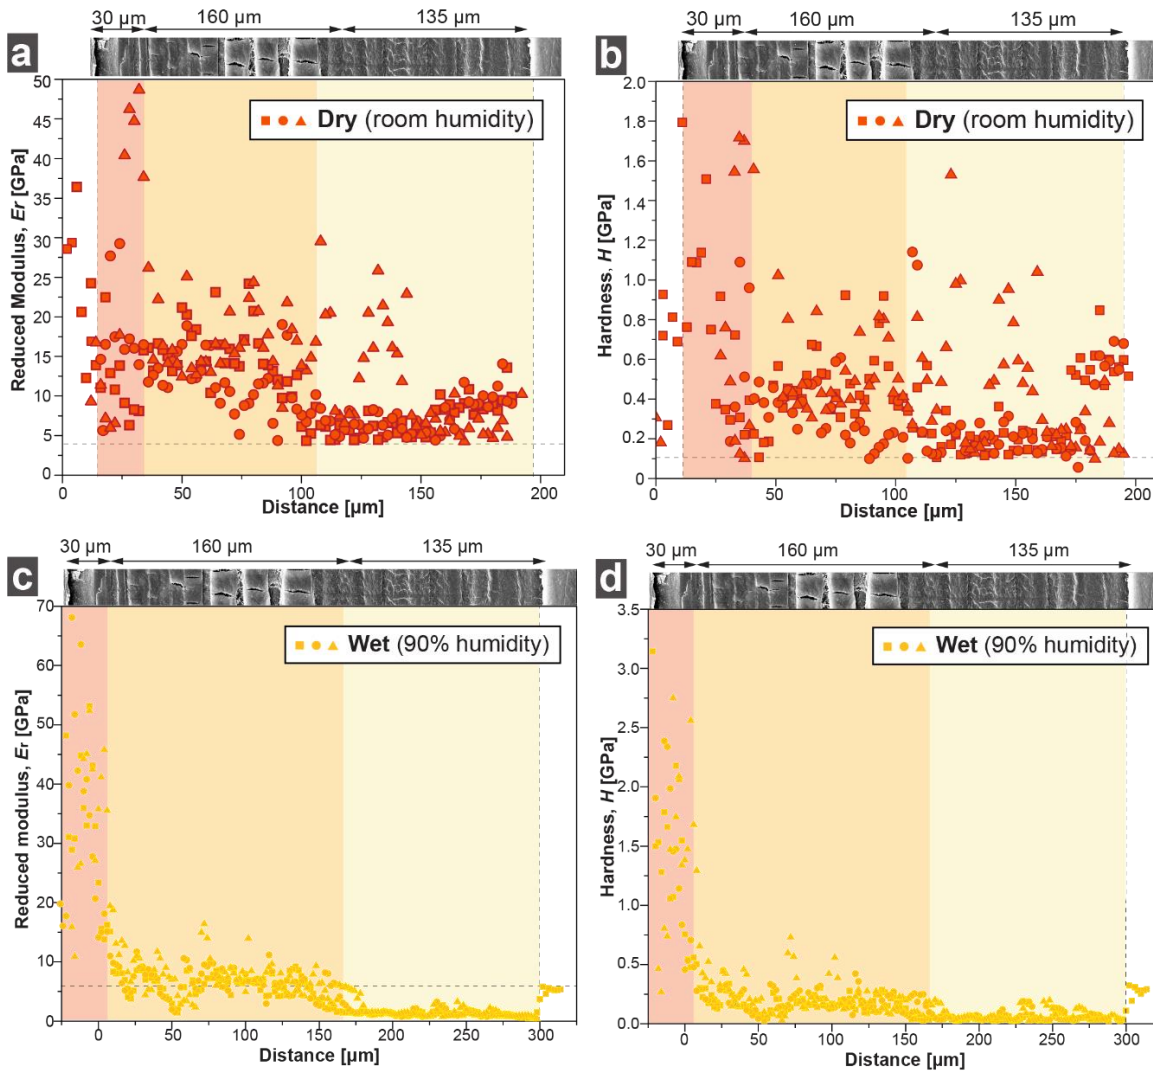 30 µm
160 µm
135 µm
a
Dry (room humidity)
Reduced Modulus, Er [GPa]
50
45
40
35
30
25
20
15
10
5
0
0
50
100
150
200
Distance [µm]
30 µm
160 µm
135 µm
b
Dry (room humidity)
Hardness, H [GPa]
2.0
1.8
1.6
1.4
1.2
1.0
0.8
0.6
0.4
0.2
0
0
50
100
150
200
Distance [µm]
30 µm
160 µm
135 µm
c
Wet (90% humidity)
Reduced modulus, Er [GPa]
70
60
50
40
30
20
10
0
0
50
100
150
200
250
300
Distance [µm]
30 µm
160 µm
135 µm
d
Wet (90% humidity)
Hardness, H [GPa]
3.5
3.0
2.5
2.0
1.5
1.0
0.5
0.0
0
50
100
150
200
250
300
Distance [µm]